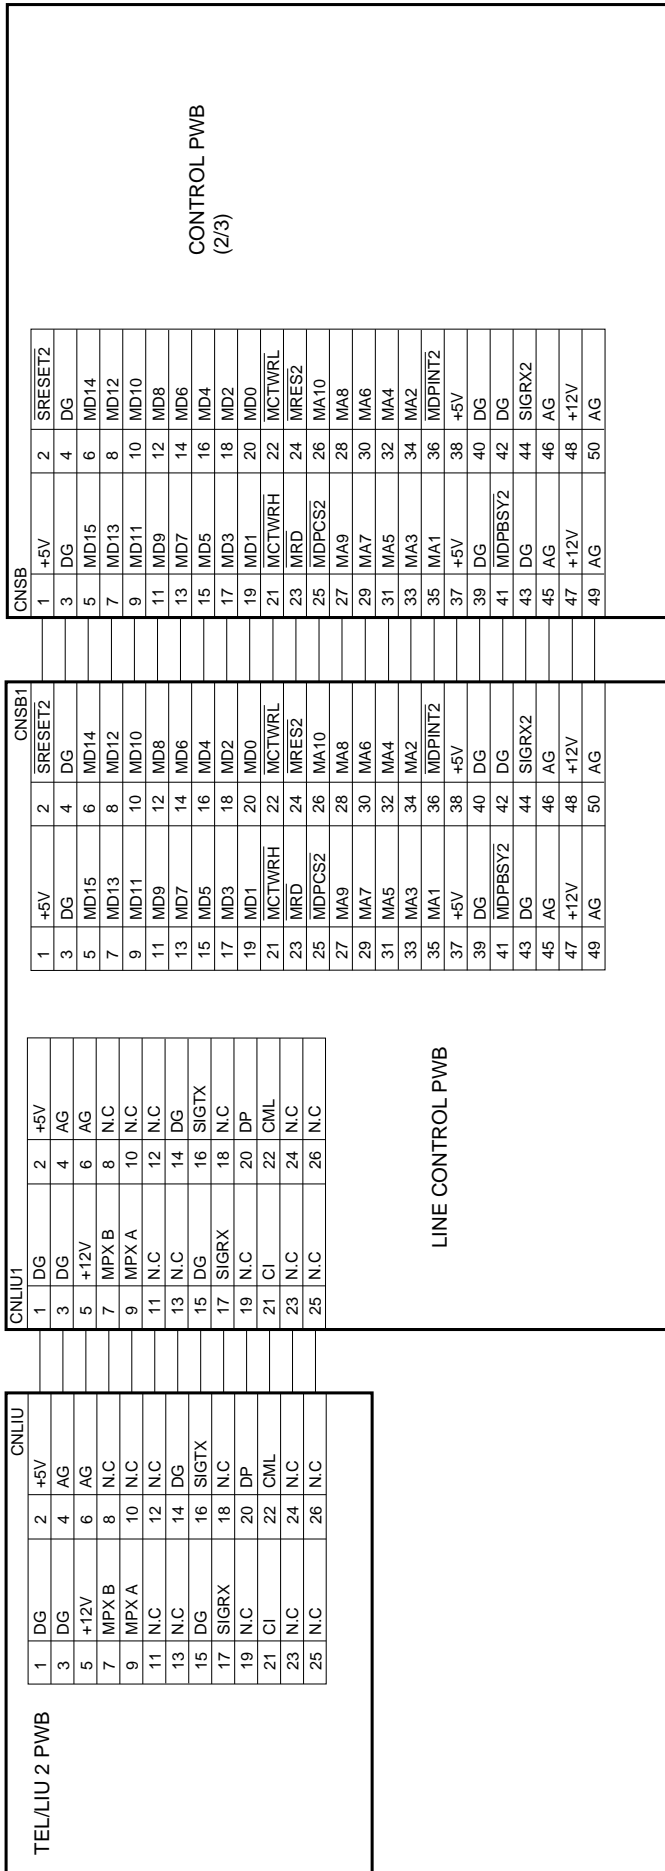 TEL/LIU 2 PWB
CNLIU
1 DG 2 +5V
3 DG 4 AG
5 +12V 6 AG
7 MPX B 8 N.C
9 MPX A 10 N.C
11 N.C 12 N.C
13 N.C 14 DG
15 DG 16 SIGTX
17 SIGRX 18 N.C
19 N.C 20 DP
21 CI 22 CML
23 N.C 24 N.C
25 N.C 26 N.C
CNLIU1
1 DG 2 +5V
3 DG 4 AG
5 +12V 6 AG
7 MPX B 8 N.C
9 MPX A 10 N.C
11 N.C 12 N.C
13 N.C 14 DG
15 DG 16 SIGTX
17 SIGRX 18 N.C
19 N.C 20 DP
21 CI 22 CML
23 N.C 24 N.C
25 N.C 26 N.C
LINE CONTROL PWB
CNSB1
1 +5V 2 SRESET2
3 DG 4 DG
5 MD15 6 MD14
7 MD13 8 MD12
9 MD11 10 MD10
11 MD9 12 MD8
13 MD7 14 MD6
15 MD5 16 MD4
17 MD3 18 MD2
19 MD1 20 MD0
21 MCTWRH 22 MCTWRL
23 MRD 24 MRES2
25 MDPCS2 26 MA10
27 MA9 28 MA8
29 MA7 30 MA6
31 MA5 32 MA4
33 MA3 34 MA2
35 MA1 36 MDPINT2
37 +5V 38 +5V
39 DG 40 DG
41 MDPBSY2 42 DG
43 DG 44 SIGRX2
45 AG 46 AG
47 +12V 48 +12V
49 AG 50 AG
CNSB
1 +5V 2 SRESET2
3 DG 4 DG
5 MD15 6 MD14
7 MD13 8 MD12
9 MD11 10 MD10
11 MD9 12 MD8
13 MD7 14 MD6
15 MD5 16 MD4
17 MD3 18 MD2
19 MD1 20 MD0
21 MCTWRH 22 MCTWRL
23 MRD 24 MRES2
25 MDPCS2 26 MA10
27 MA9 28 MA8
29 MA7 30 MA6
31 MA5 32 MA4
33 MA3 34 MA2
35 MA1 36 MDPINT2
37 +5V 38 +5V
39 DG 40 DG
41 MDPBSY2 42 DG
43 DG 44 SIGRX2
45 AG 46 AG
47 +12V 48 +12V
49 AG 50 AG
CONTROL PWB
(2/3)